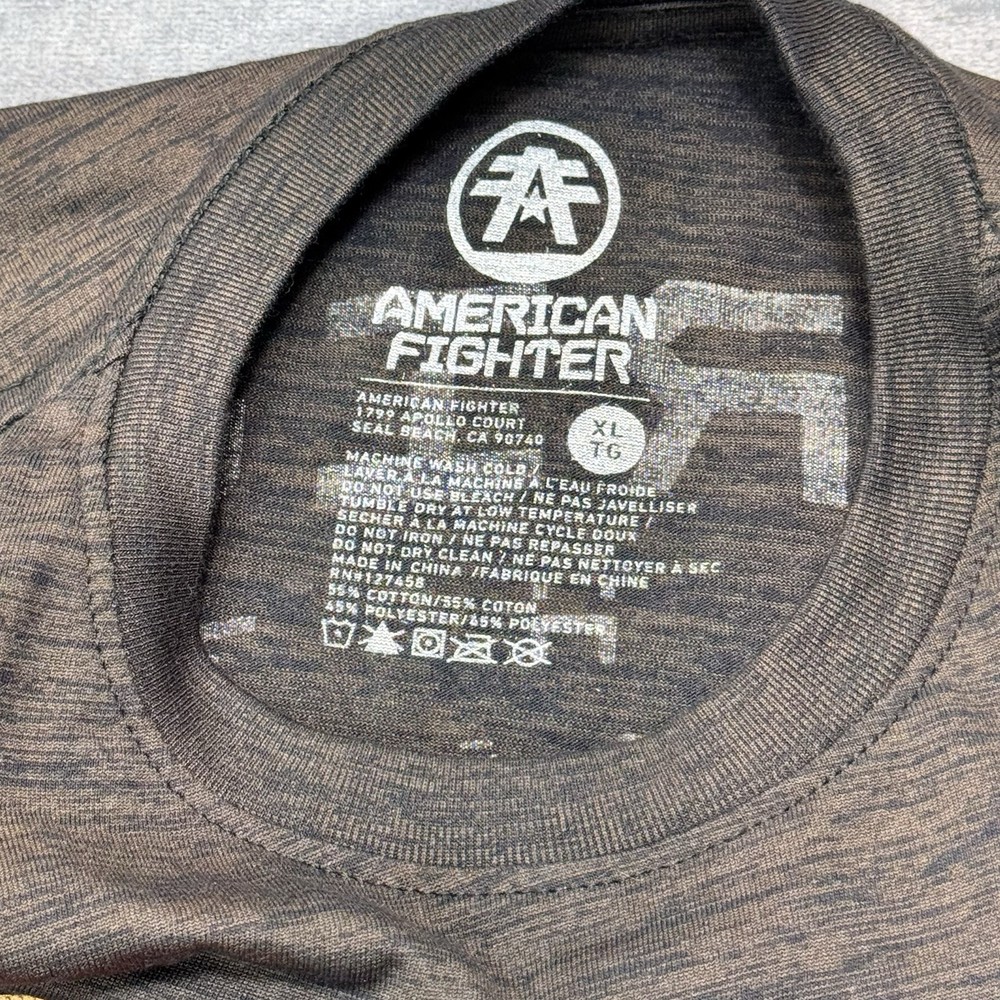 AMERICAN
FIGHTER
AMERICAN FIGHTER
1799 APOLLO COURT
SEAL BEACH, CA 90740
XL
TG
MACHINE WASH COLD /
LAVER À LA MACHINE À L'EAU FROIDE
DO NOT USE BLEACH / NE PAS JAVELLISER
TUMBLE DRY AT LOW TEMPERATURE /
SECHER À LA MACHINE CYCLE DOUX
DO NOT IRON / NE PAS REPASSER
DO NOT DRY CLEAN / NE PAS NETTOYER À SEC
MADE IN CHINA /FABRIQUE EN CHINE
RN#127458
55% COTTON/55% COTON
45% POLYESTER/45% POLYESTER